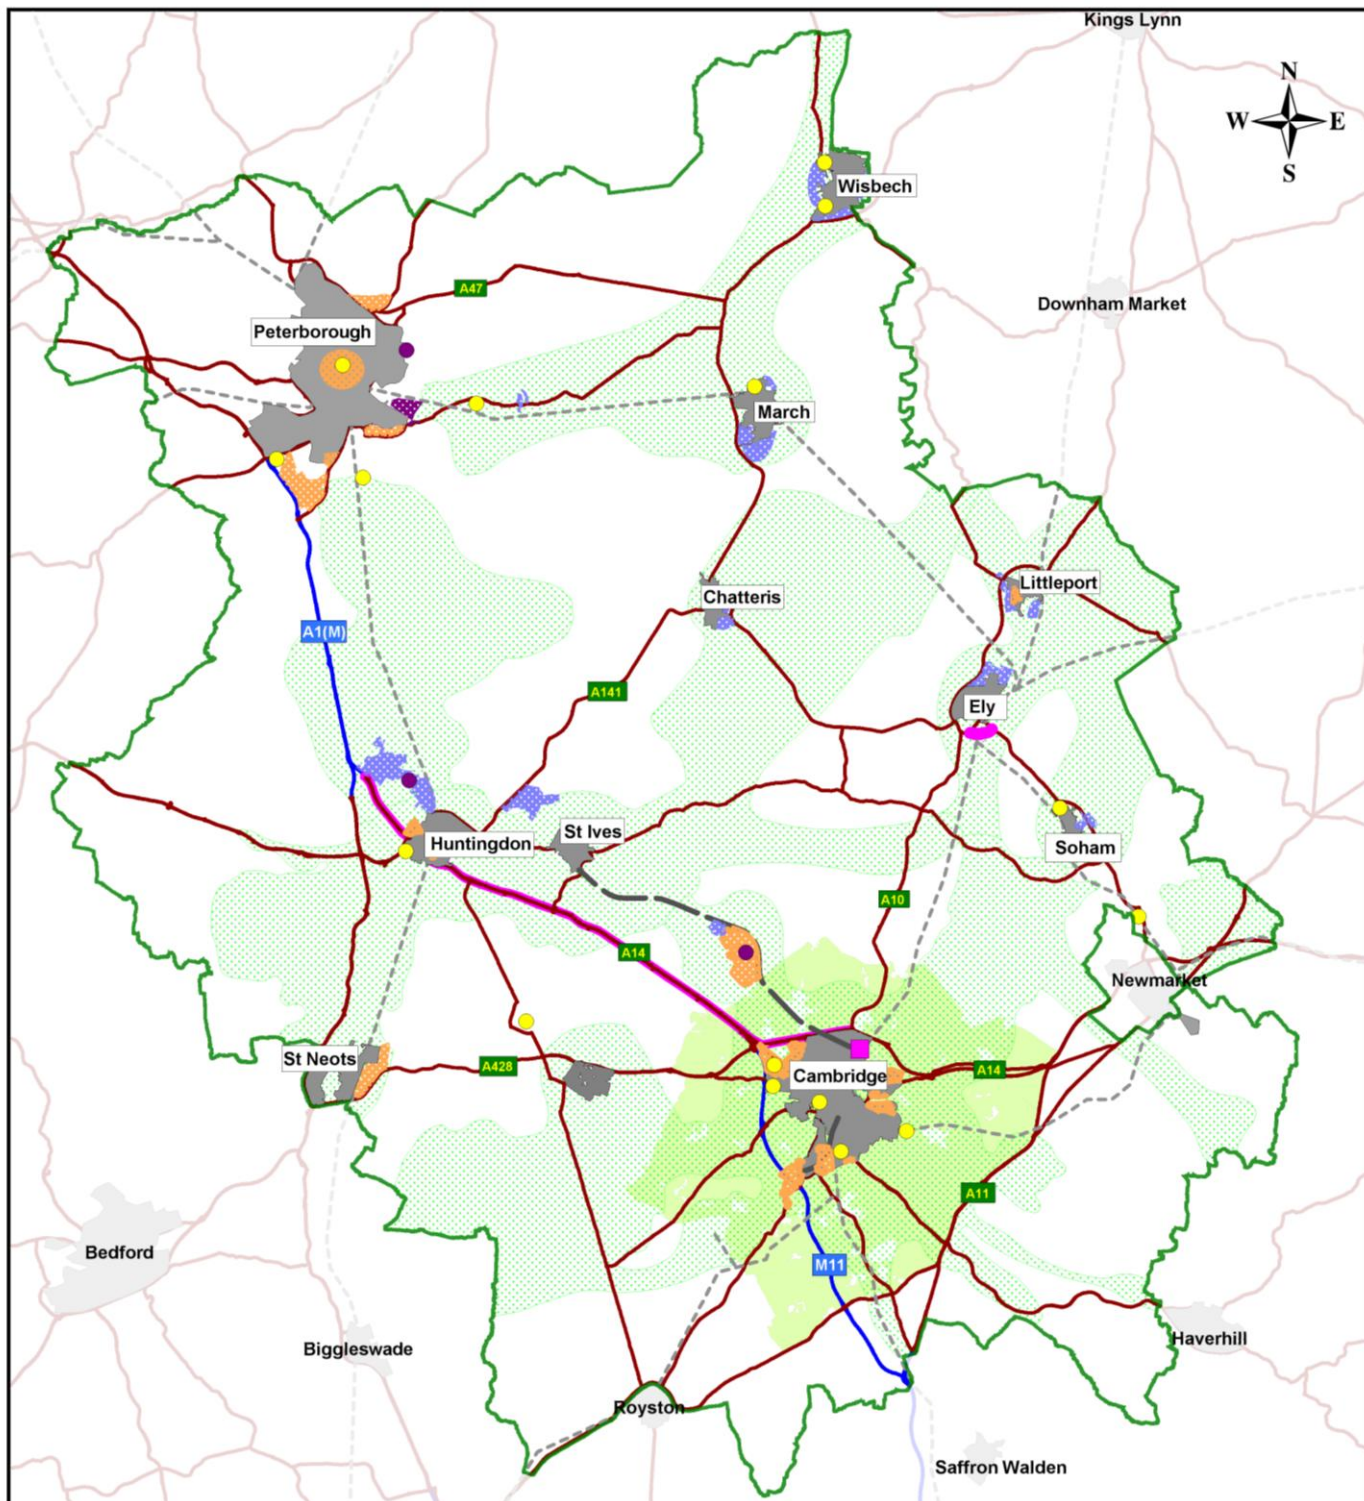 Kings Lynn
N
W E
S
Wisbech
A47
Downham Market
Peterborough
March
Littleport
Chatteris
A1(M)
A141
Ely
St Ives
Huntingdon
Soham
A10
A14
Newmarket
St Neots
A428
A14
Cambridge
A11
Bedford
M11
Haverhill
Biggleswade
Royston
Saffron Walden